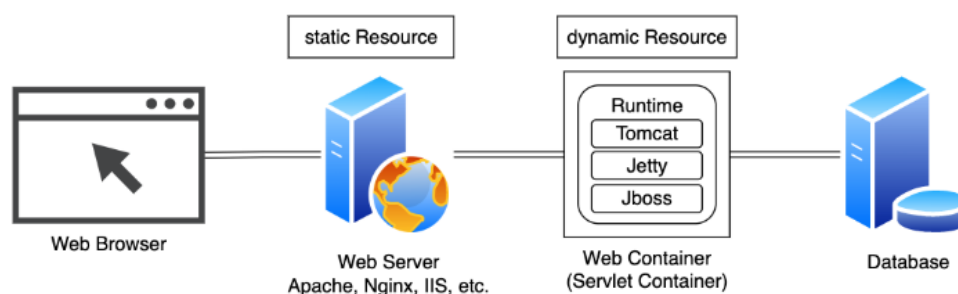 static Resource
dynamic Resource
Runtime
Tomcat
Jetty
Jboss
Web Browser
Web Server
Apache, Nginx, IIS, etc.
Web Container
(Servlet Container)
Database